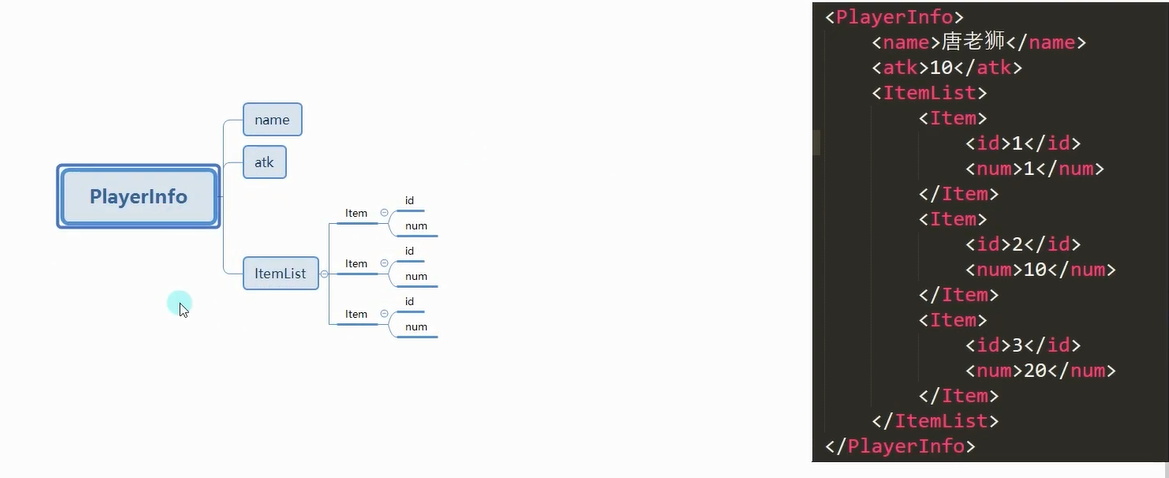 PlayerInfo
name
atk
ItemList
Item
id
num
Item
id
num
Item
id
num
<PlayerInfo>
<name>唐老狮</name>
<atk>10</atk>
<ItemList>
<Item>
<id>1</id>
<num>1</num>
</Item>
<Item>
<id>2</id>
<num>10</num>
</Item>
<Item>
<id>3</id>
<num>20</num>
</Item>
</ItemList>
</PlayerInfo>